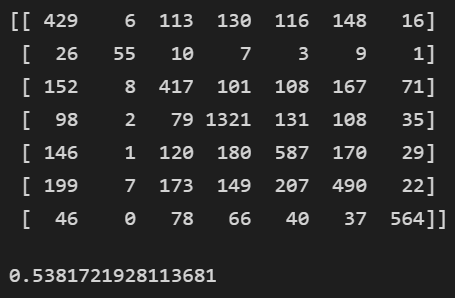 [[ 429 6 113 130 116 148 16]
[ 26 55 10 7 3 9 1]
[ 152 8 417 101 108 167 71]
[ 98 2 79 1321 131 108 35]
[ 146 1 120 180 587 170 29]
[ 199 7 173 149 207 490 22]
[ 46 0 78 66 40 37 564]]
0.5381721928113681